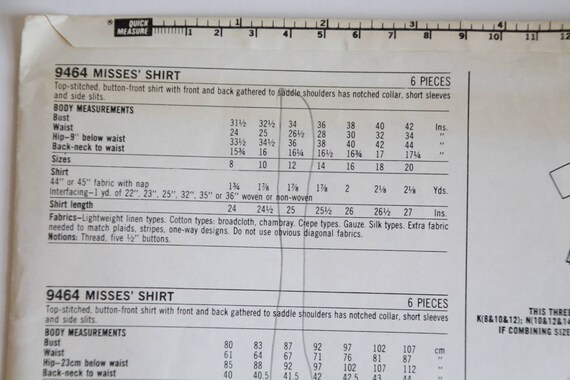 QUICK MEASURE
1 2 3 4 5
1 2 3 4 5 6 7 8 9 10 11 12
9464 MISSES' SHIRT 6 PIECES
Top-stitched, button-front shirt with front and back gathered to saddle shoulders has notched collar, short sleeves
and side slits.
BODY MEASUREMENTS
Bust 31½ 32½ 34 36 38 40 42 Ins.
Waist 24 25 26½ 28 30 32 34 "
Hip-9" below waist 33½ 34½ 36 38 40 42 44 "
Back-neck to waist 15¾ 16 16¼ 16½ 16¾ 17 17¼ "
Sizes 8 10 12 14 16 18 20
Shirt
44" or 45" fabric with nap 1¾ 1⅞ 1⅞ 1⅞ 2 2⅛ 2⅛ Yds.
Interfacing-1 yd. of 22", 23", 25", 32", 35" or 36" woven or non-woven
Shirt length 24 24½ 25 25½ 26 26½ 27 Ins.
Fabrics-Lightweight linen types. Cotton types: broadcloth, chambray. Crepe types. Gauze. Silk types. Extra fabric
needed to match plaids, stripes, one-way designs. Do not use obvious diagonal fabrics.
Notions: Thread, five ½" buttons.
9464 MISSES' SHIRT 6 PIECES
Top-stitched, button-front shirt with front and back gathered to saddle shoulders has notched collar, short sleeves
and side slits.
BODY MEASUREMENTS
Bust 80 83 87 92 97 102 107 cm
Waist 61 64 67 71 76 81 87 "
Hip-23cm below waist 85 88 92 97 102 107 112 "
Back-neck to waist 40 40.5 41.5 42 42.5 43 44 "
THIS THREE
K(8&10&12); N(10&12&14
IF COMBINING SIZE